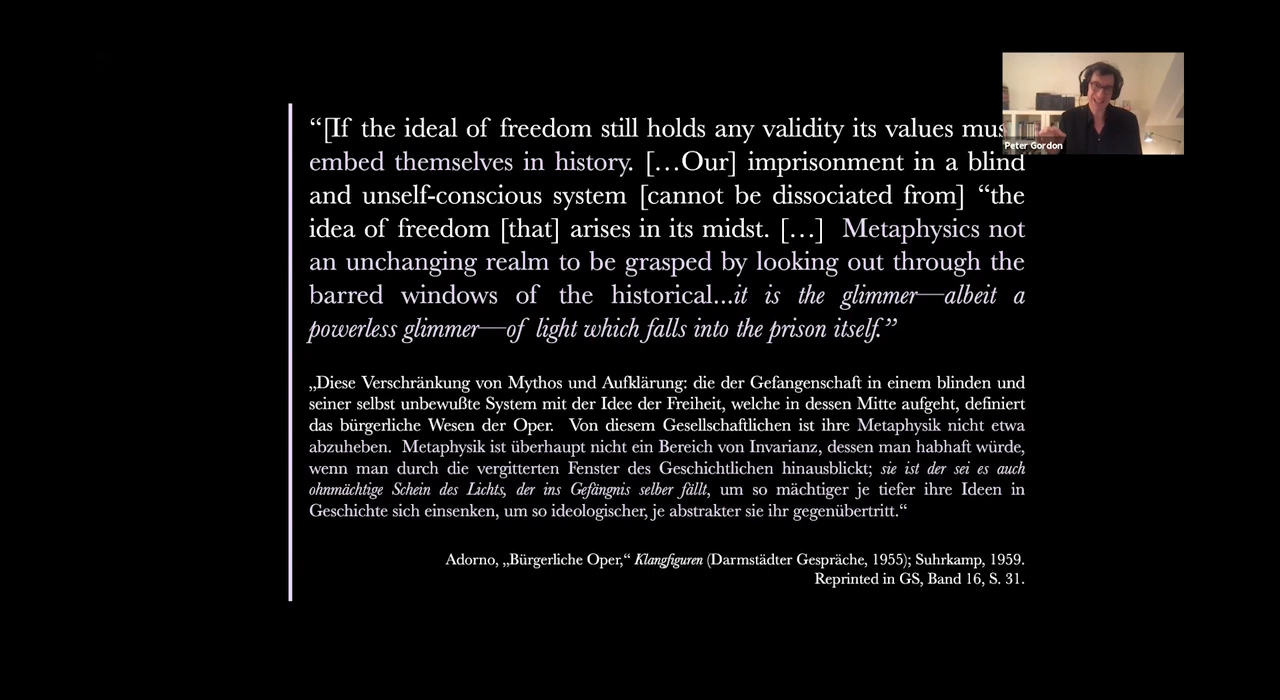 “[If the ideal of freedom still holds any validity its values must
embed themselves in history. […Our] imprisonment in a blind
and unself-conscious system [cannot be dissociated from] “the
idea of freedom [that] arises in its midst. […] Metaphysics not
an unchanging realm to be grasped by looking out through the
barred windows of the historical...it is the glimmer—albeit a
powerless glimmer—of light which falls into the prison itself.”
„Diese Verschränkung von Mythos und Aufklärung: die der Gefangenschaft in einem blinden und
seiner selbst unbewußte System mit der Idee der Freiheit, welche in dessen Mitte aufgeht, definiert
das bürgerliche Wesen der Oper. Von diesem Gesellschaftlichen ist ihre Metaphysik nicht etwa
abzuheben. Metaphysik ist überhaupt nicht ein Bereich von Invarianz, dessen man habhaft würde,
wenn man durch die vergitterten Fenster des Geschichtlichen hinausblickt; sie ist der sei es auch
ohnmächtige Schein des Lichts, der ins Gefängnis selber fällt, um so mächtiger je tiefer ihre Ideen in
Geschichte sich einsenken, um so ideologischer, je abstrakter sie ihr gegenübertritt.“
Adorno, „Bürgerliche Oper,“ Klangfiguren (Darmstädter Gespräche, 1955); Suhrkamp, 1959.
Reprinted in GS, Band 16, S. 31.
Peter Gordon